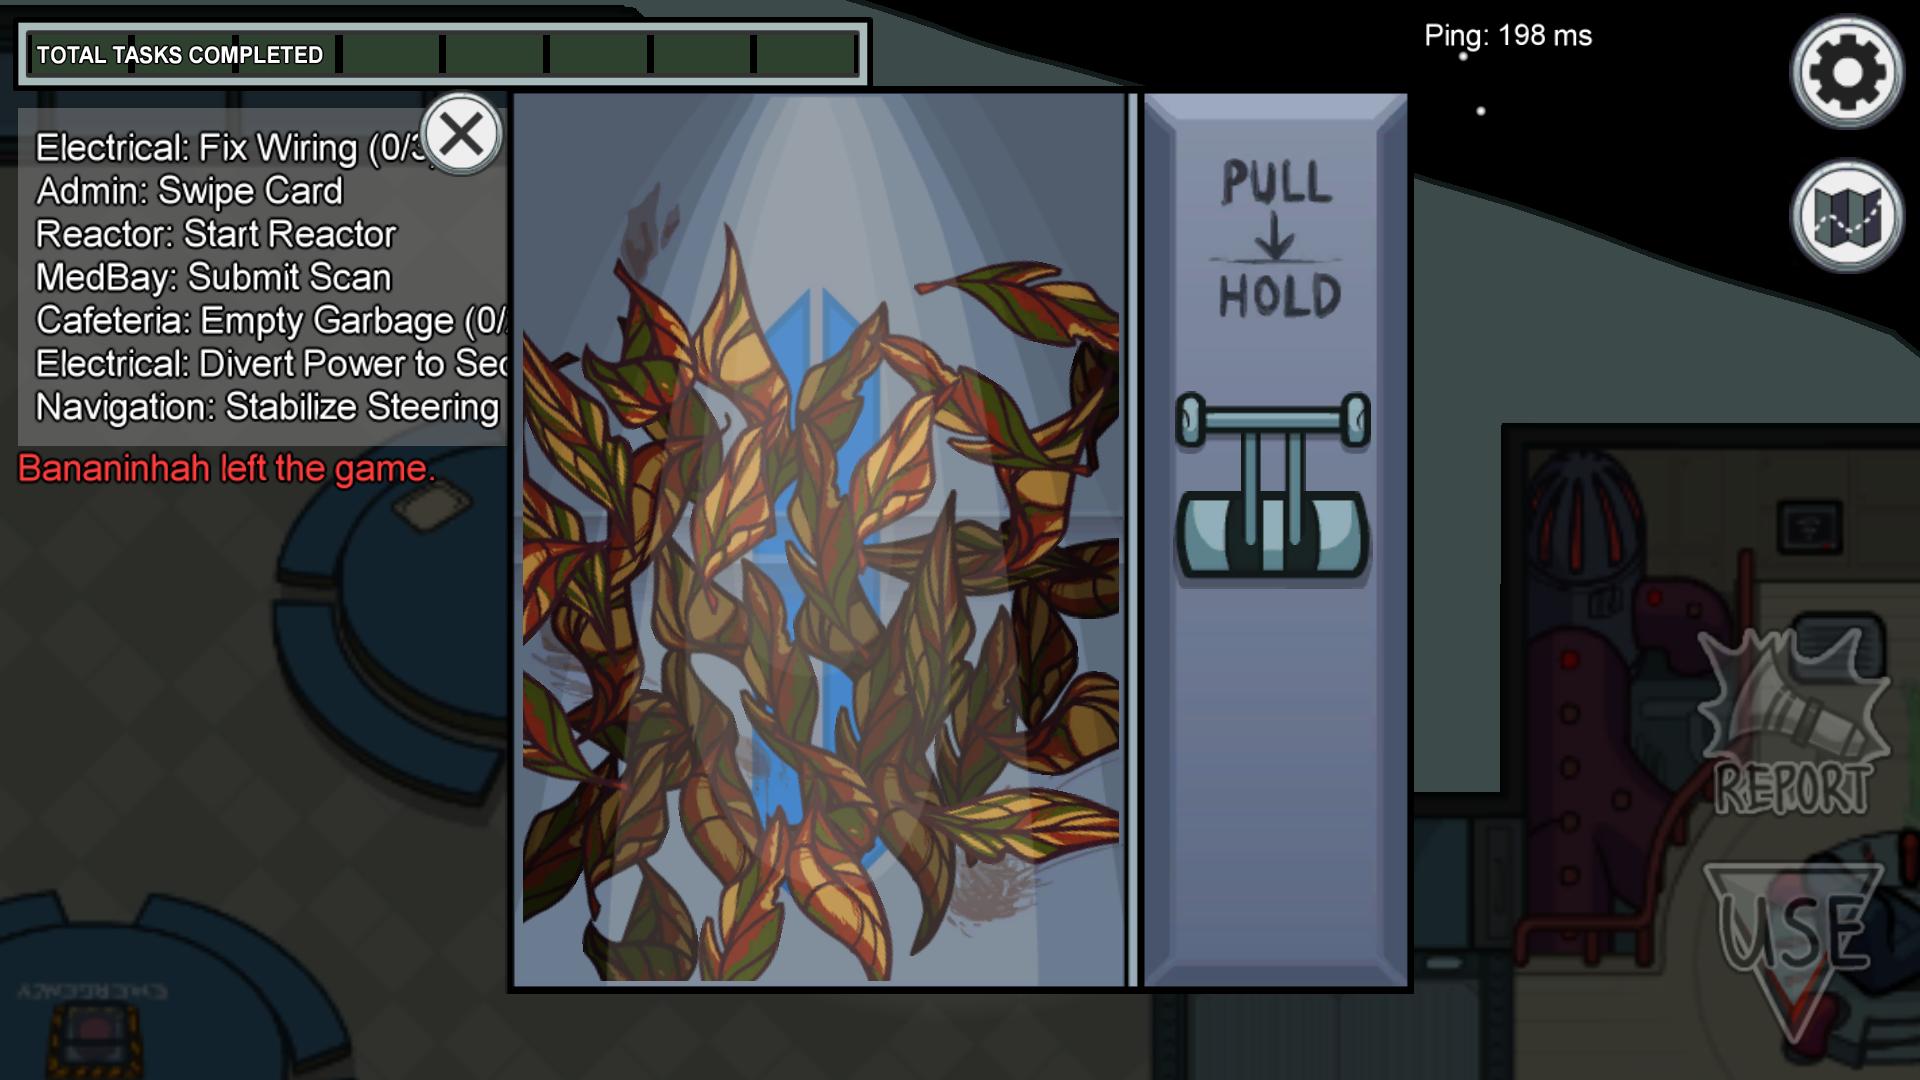 TOTAL TASKS COMPLETED
Ping: 198 ms
Electrical: Fix Wiring (0/3
Admin: Swipe Card
Reactor: Start Reactor
MedBay: Submit Scan
Cafeteria: Empty Garbage (0/
Electrical: Divert Power to Sec
Navigation: Stabilize Steering
Bananinhah left the game.
PULL
HOLD
REPORT
USE
EMERGENCY